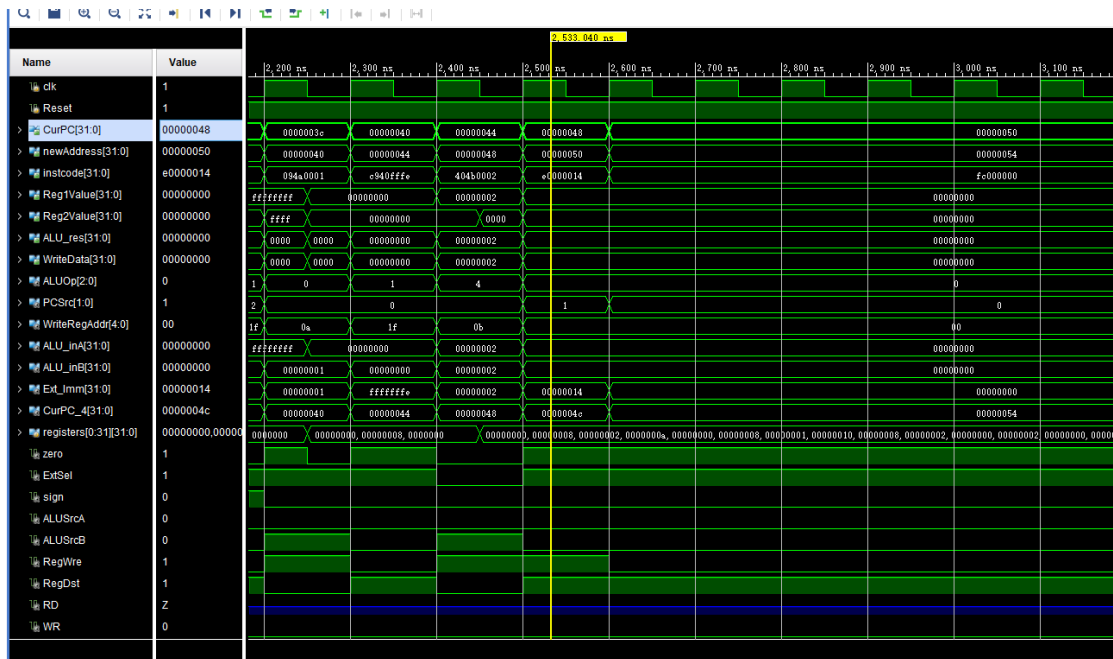 2,533.040 ns
Name Value
2,200 ns 2,300 ns 2,400 ns 2,500 ns 2,600 ns 2,700 ns 2,800 ns 2,900 ns 3,000 ns 3,100 ns
clk 1
Reset 1
CurPC[31:0] 00000048 0000003c 00000040 00000044 00000048 00000050
newAddress[31:0] 00000050 00000040 00000044 00000048 00000050 00000054
instcode[31:0] e0000014 094a0001 c940fffe 404b0002 e0000014 fc000000
Reg1Value[31:0] 00000000 ffffffff 00000000 00000002 00000000
Reg2Value[31:0] 00000000 ffff 00000000 0000 00000000
ALU_res[31:0] 00000000 0000 0000 00000000 00000002 00000000
WriteData[31:0] 00000000 0000 0000 00000000 00000002 00000000
ALUOp[2:0] 0 1 0 1 4 0
PCSrc[1:0] 1 2 0 1 0
WriteRegAddr[4:0] 00 1f 0a 1f 0b 00
ALU_inA[31:0] 00000000 ffffffff 00000000 00000002 00000000
ALU_inB[31:0] 00000000 00000001 00000000 00000002 00000000
Ext_Imm[31:0] 00000014 00000001 fffffffe 00000002 00000014 00000000
CurPC_4[31:0] 0000004c 00000040 00000044 00000048 0000004c 00000054
registers[0:31][31:0] 00000000,00000 0000000 00000000,00000008,0000000 00000000,00000008,00000002,0000000a,00000000,00000008,00000001,00000010,00000008,00000002,00000000,00000002,00000000,0000
zero 1
ExtSel 1
sign 0
ALUSrcA 0
ALUSrcB 0
RegWre 1
RegDst 1
RD Z
WR 0